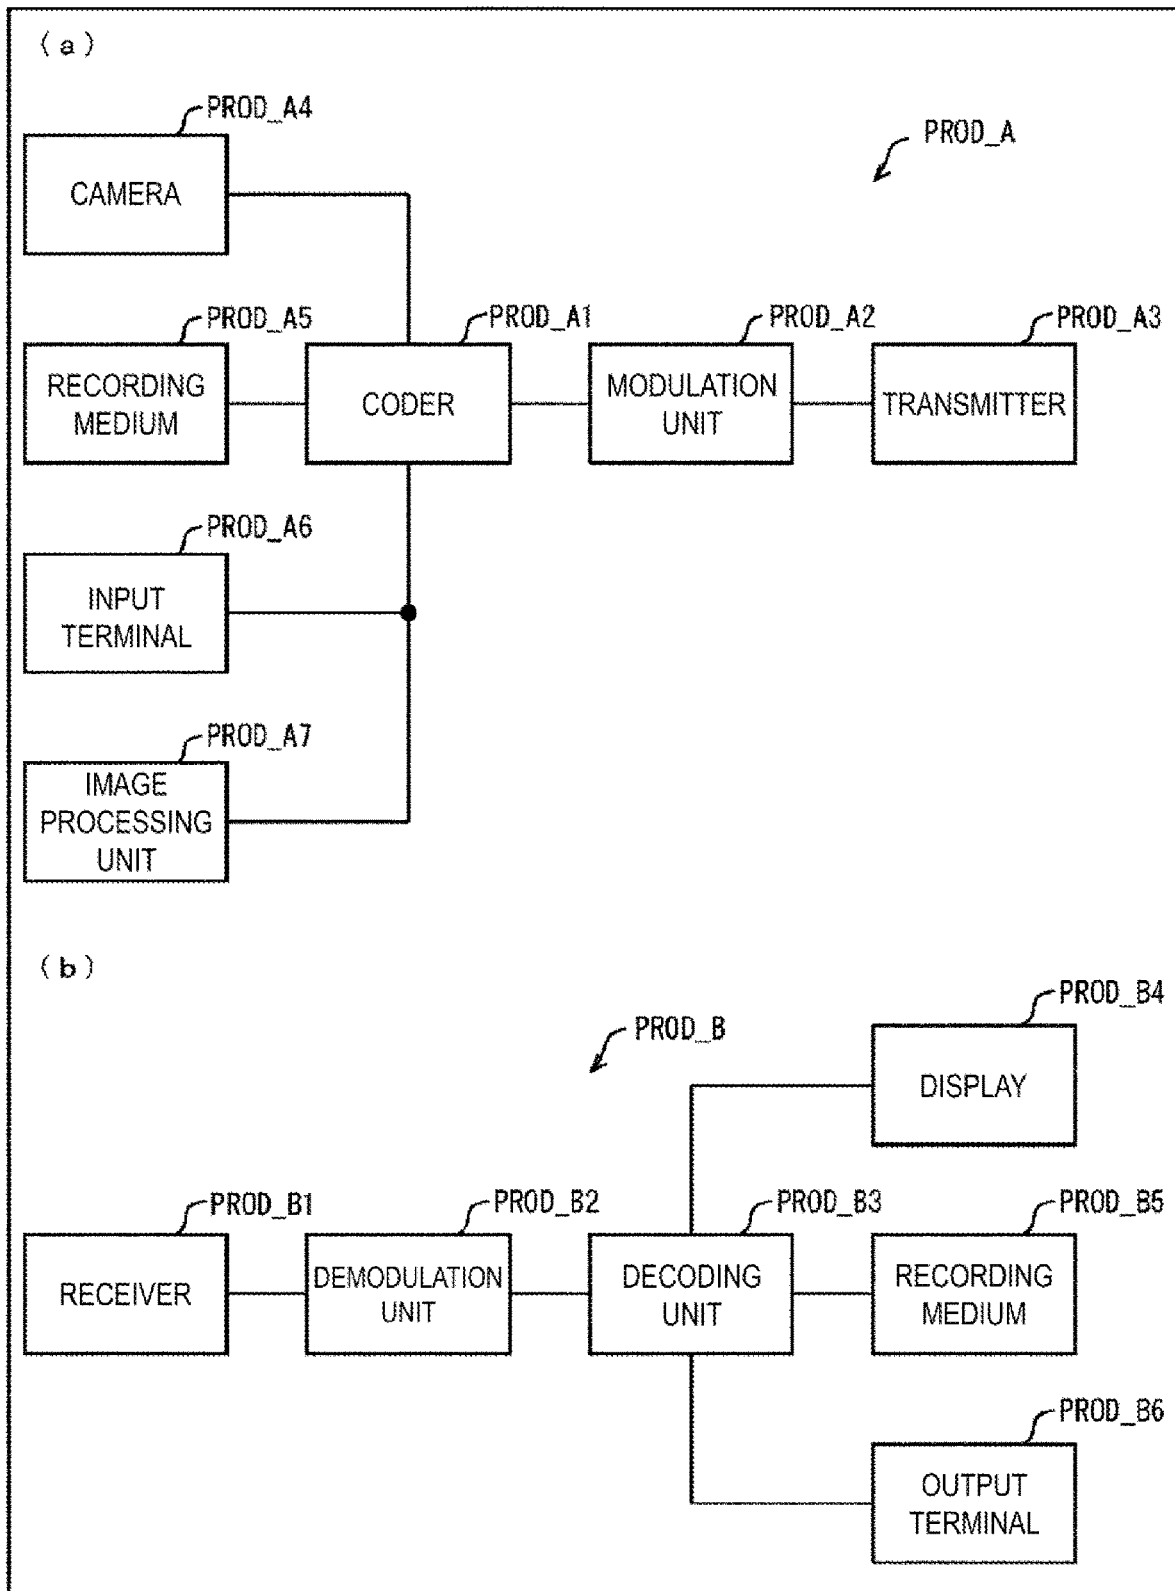 (a)
PROD_A4
CAMERA
PROD_A
PROD_A5
RECORDING
MEDIUM
PROD_A1
CODER
PROD_A2
MODULATION
UNIT
PROD_A3
TRANSMITTER
PROD_A6
INPUT
TERMINAL
PROD_A7
IMAGE
PROCESSING
UNIT
(b)
PROD_B4
DISPLAY
PROD_B
PROD_B1
RECEIVER
PROD_B2
DEMODULATION
UNIT
PROD_B3
DECODING
UNIT
PROD_B5
RECORDING
MEDIUM
PROD_B6
OUTPUT
TERMINAL